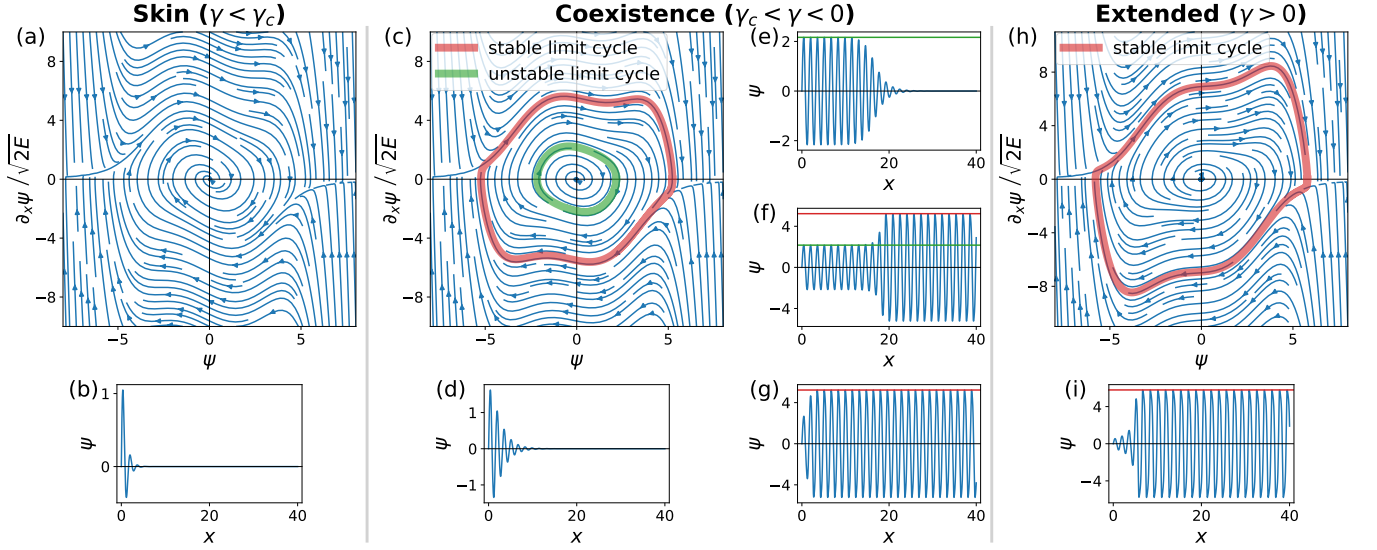 Skin (γ < γc)
Coexistence (γc < γ < 0)
Extended (γ > 0)
(a)
8
4
0
−4
−8
−5
0
5
∂xψ /√2E
ψ
(b)
1
0
0
20
40
ψ
x
(c)
stable limit cycle
unstable limit cycle
8
4
0
−4
−8
−5
0
5
∂xψ /√2E
ψ
(d)
1
0
−1
0
20
40
ψ
x
(e)
2
0
−2
0
20
40
ψ
x
(f)
4
0
−4
0
20
40
ψ
x
(g)
4
0
−4
0
20
40
ψ
x
(h)
stable limit cycle
8
4
0
−4
−8
−5
0
5
∂xψ /√2E
ψ
(i)
4
0
−4
0
20
40
ψ
x